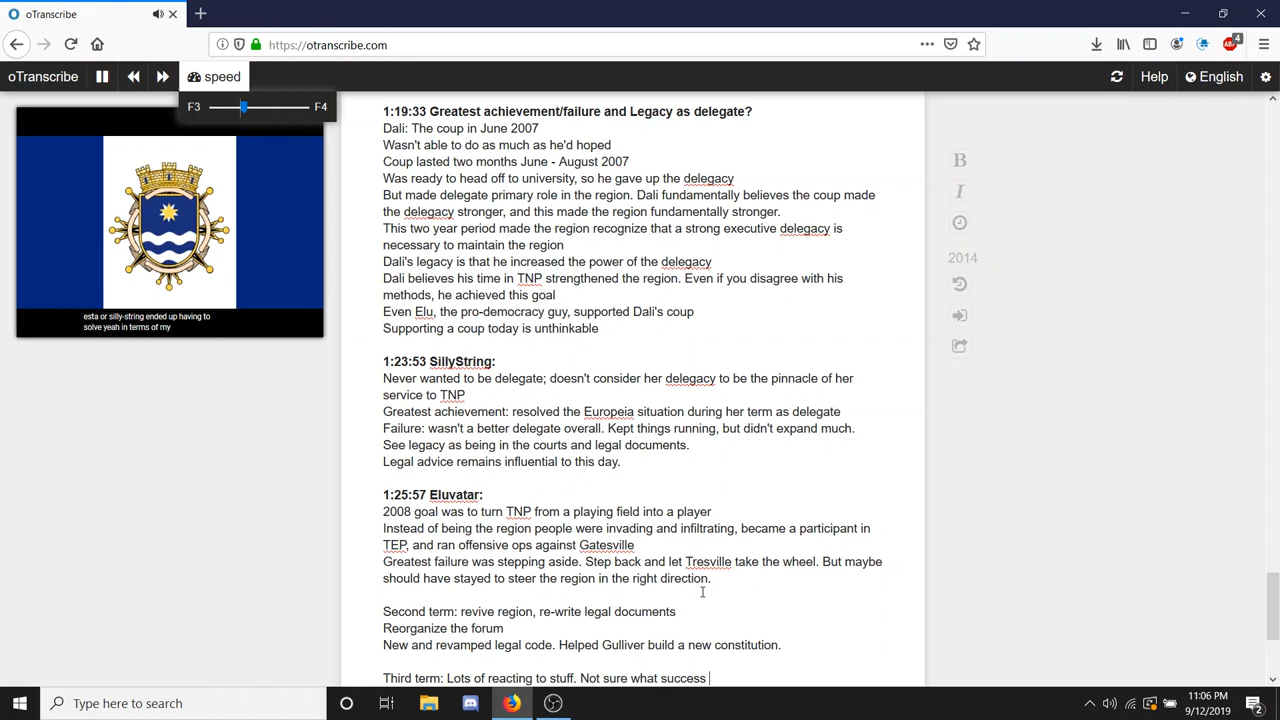 oTranscribe
https://otranscribe.com
4
oTranscribe
speed
Help
English
F3
F4
esta or silly-string ended up having to
solve yeah in terms of my
1:19:33 Greatest achievement/failure and Legacy as delegate?
Dali: The coup in June 2007
Wasn't able to do as much as he'd hoped
Coup lasted two months June - August 2007
Was ready to head off to university, so he gave up the delegacy
But made delegate primary role in the region. Dali fundamentally believes the coup made
the delegacy stronger, and this made the region fundamentally stronger.
This two year period made the region recognize that a strong executive delegacy is
necessary to maintain the region
Dali's legacy is that he increased the power of the delegacy
Dali believes his time in TNP strengthened the region. Even if you disagree with his
methods, he achieved this goal
Even Elu, the pro-democracy guy, supported Dali's coup
Supporting a coup today is unthinkable
1:23:53 SillyString:
Never wanted to be delegate; doesn't consider her delegacy to be the pinnacle of her
service to TNP
Greatest achievement: resolved the Europeia situation during her term as delegate
Failure: wasn't a better delegate overall. Kept things running, but didn't expand much.
See legacy as being in the courts and legal documents.
Legal advice remains influential to this day.
1:25:57 Eluvatar:
2008 goal was to turn TNP from a playing field into a player
Instead of being the region people were invading and infiltrating, became a participant in
TEP, and ran offensive ops against Gatesville
Greatest failure was stepping aside. Step back and let Tresville take the wheel. But maybe
should have stayed to steer the region in the right direction.
Second term: revive region, re-write legal documents
Reorganize the forum
New and revamped legal code. Helped Gulliver build a new constitution.
Third term: Lots of reacting to stuff. Not sure what success
B
I
2014
Type here to search
11:06 PM
9/12/2019
2